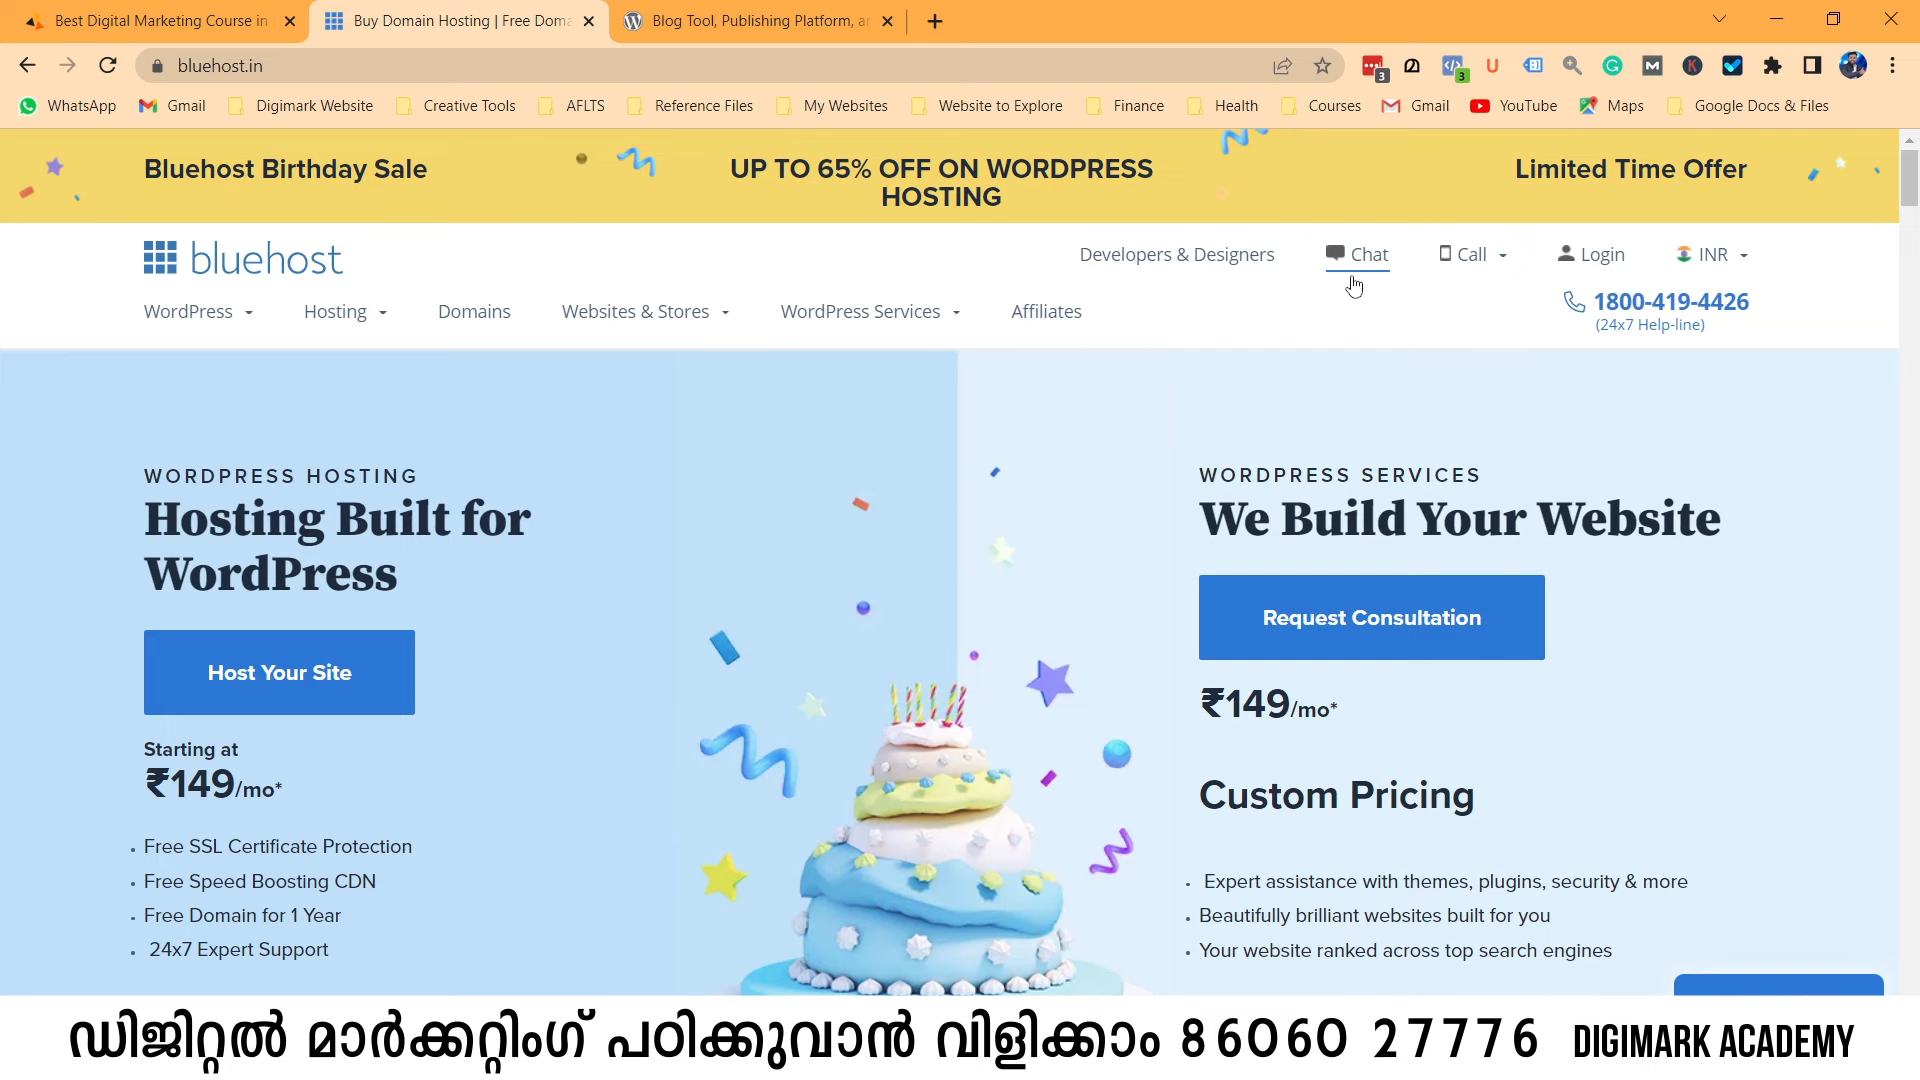 Best Digital Marketing Course in
Buy Domain Hosting | Free Doma
Blog Tool, Publishing Platform, a
bluehost.in
3
3
WhatsApp
Gmail
Digimark Website
Creative Tools
AFLTS
Reference Files
My Websites
Website to Explore
Finance
Health
Courses
Gmail
YouTube
Maps
Google Docs & Files
Bluehost Birthday Sale
UP TO 65% OFF ON WORDPRESS
HOSTING
Limited Time Offer
bluehost
Developers & Designers
Chat
Call
Login
INR
WordPress
Hosting
Domains
Websites & Stores
WordPress Services
Affiliates
1800-419-4426
(24x7 Help-line)
WORDPRESS HOSTING
Hosting Built for
WordPress
Host Your Site
Starting at
₹149/mo*
Free SSL Certificate Protection
Free Speed Boosting CDN
Free Domain for 1 Year
24x7 Expert Support
WORDPRESS SERVICES
We Build Your Website
Request Consultation
₹149/mo*
Custom Pricing
Expert assistance with themes, plugins, security & more
Beautifully brilliant websites built for you
Your website ranked across top search engines
ഡിജിറ്റൽ മാർക്കറ്റിംഗ് പഠിക്കുവാൻ വിളിക്കാം 86060 27776 DIGIMARK ACADEMY